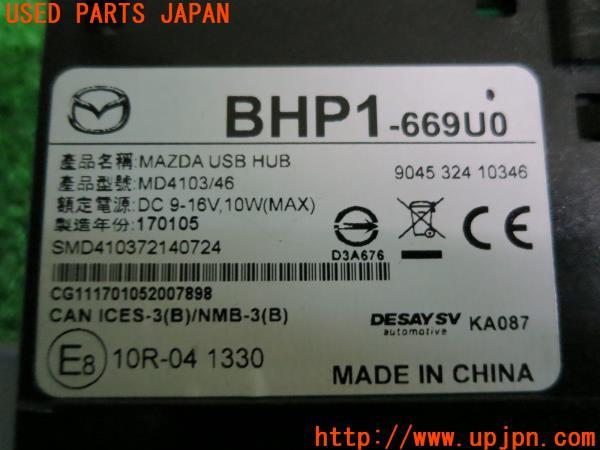 USED PARTS JAPAN
BHP1-669U0
產品名稱:MAZDA USB HUB
9045 324 10346
產品型號:MD4103/46
額定電源:DC 9-16V,10W(MAX)
製造年份:170105
SMD410372140724
D3A676
CE
CG111701052007898
CAN ICES-3(B)/NMB-3(B)
DESAY SV automotive KA087
E8 10R-04 1330
MADE IN CHINA
UPJ http://www.upjpn.com